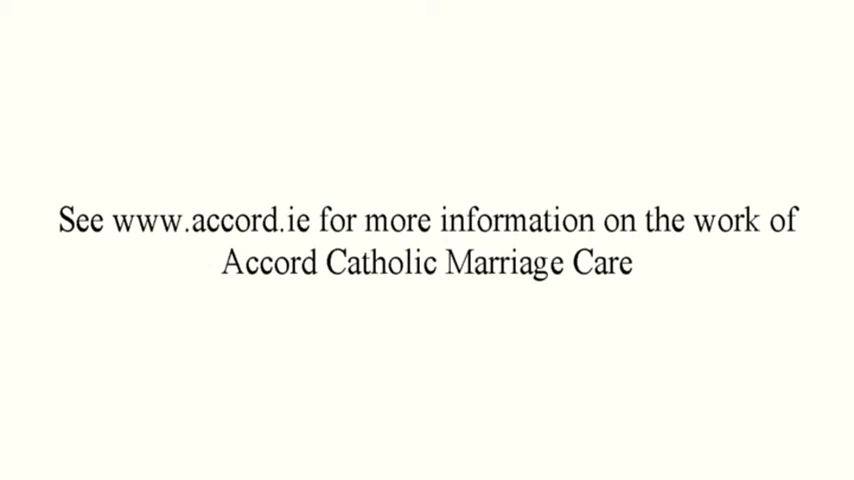 See www.accord.ie for more information on the work of
Accord Catholic Marriage Care